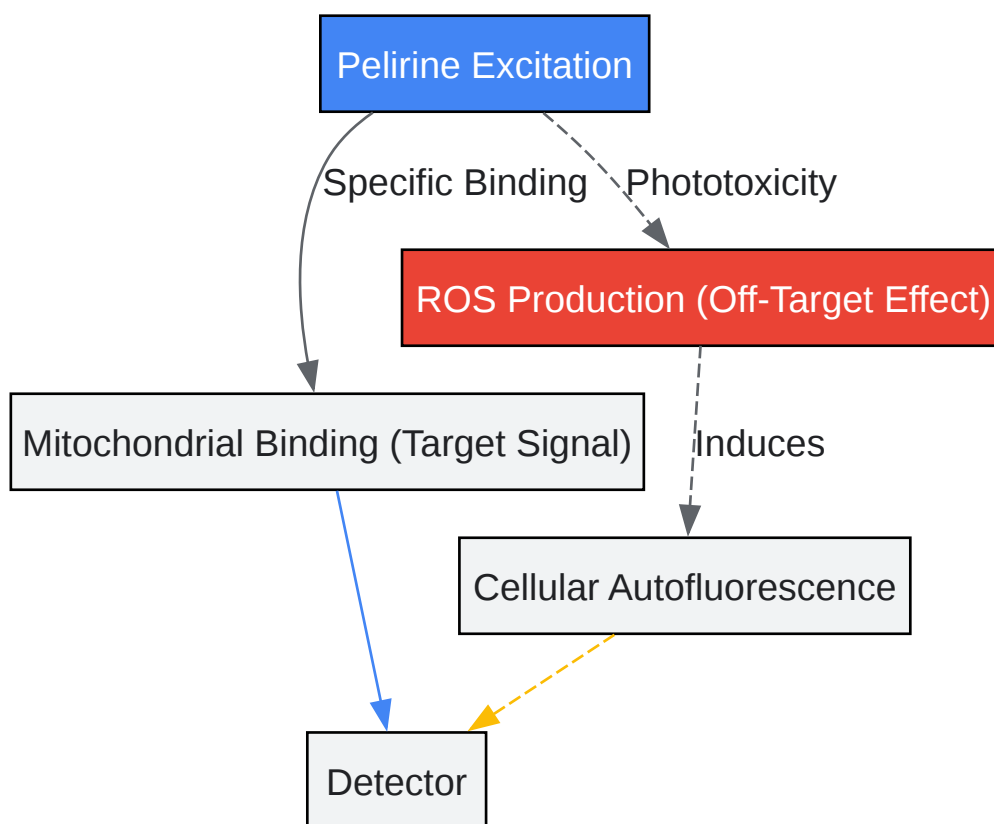 Pelirine Excitation
Specific Binding
Phototoxicity
ROS Production (Off-Target Effect)
Mitochondrial Binding (Target Signal)
Induces
Cellular Autofluorescence
Detector